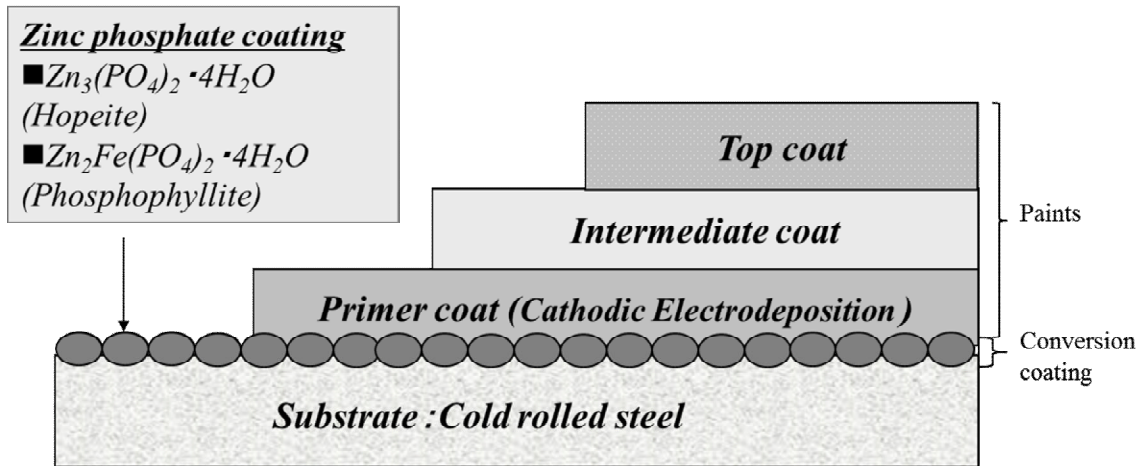 Zinc phosphate coating
■Zn₃(PO₄)₂・4H₂O
(Hopeite)
■Zn₂Fe(PO₄)₂・4H₂O
(Phosphophyllite)
Top coat
Intermediate coat
Paints
Primer coat (Cathodic Electrodeposition )
Conversion
coating
Substrate :Cold rolled steel